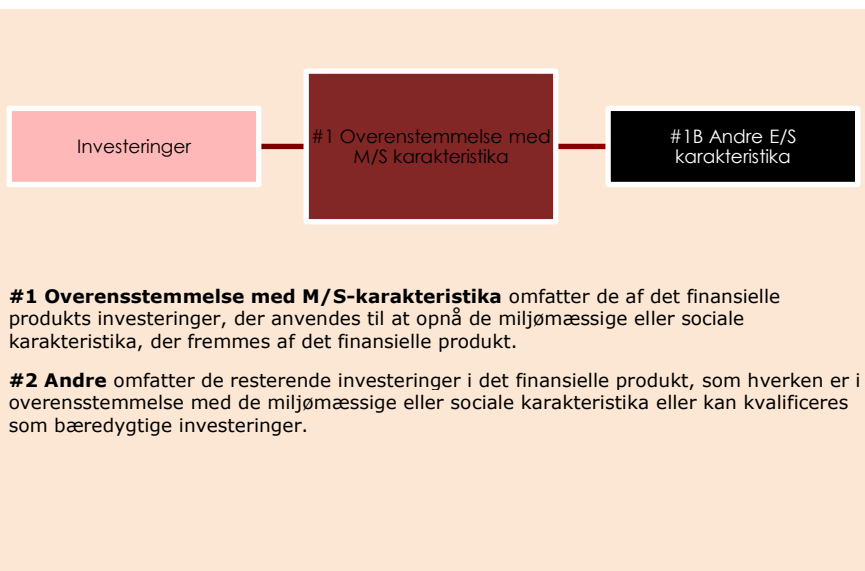 Investeringer
#1 Overenstemmelse med
M/S karakteristika
#1B Andre E/S
karakteristika
#1 Overensstemmelse med M/S-karakteristika omfatter de af det finansielle
produkts investeringer, der anvendes til at opnå de miljømæssige eller sociale
karakteristika, der fremmes af det finansielle produkt.
#2 Andre omfatter de resterende investeringer i det finansielle produkt, som hverken er i
overensstemmelse med de miljømæssige eller sociale karakteristika eller kan kvalificeres
som bæredygtige investeringer.